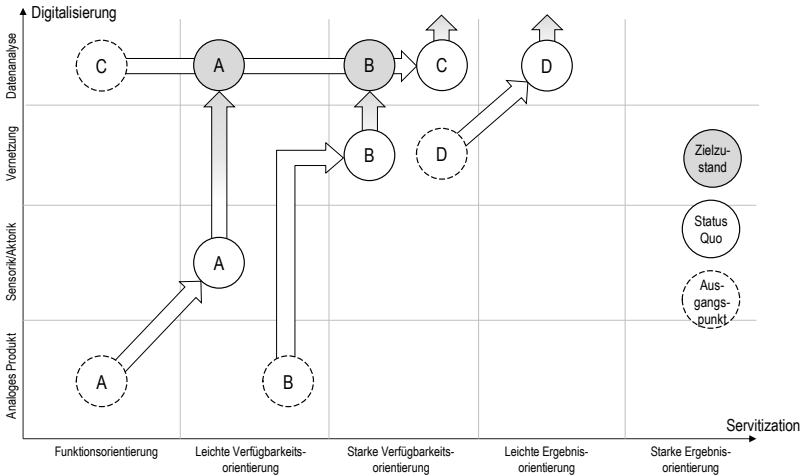 Digitalisierung
Datenanalyse
C
A
B
C
D
Vernetzung
B
D
Zielzu-
stand
Sensorik/Aktorik
A
Status
Quo
Aus-
gangs-
punkt
Analoges Produkt
A
B
Servitization
Funktionsorientierung
Leichte Verfügbarkeits-
orientierung
Starke Verfügbarkeits-
orientierung
Leichte Ergebnis-
orientierung
Starke Ergebnis-
orientierung